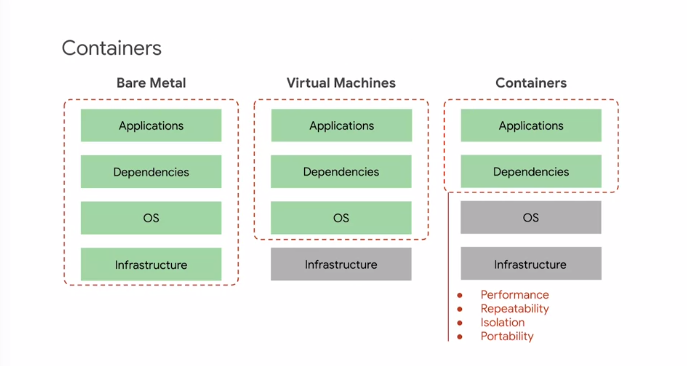 Containers
Bare Metal
Applications
Dependencies
OS
Infrastructure
Virtual Machines
Applications
Dependencies
OS
Infrastructure
Containers
Applications
Dependencies
OS
Infrastructure
● Performance
● Repeatability
● Isolation
● Portability